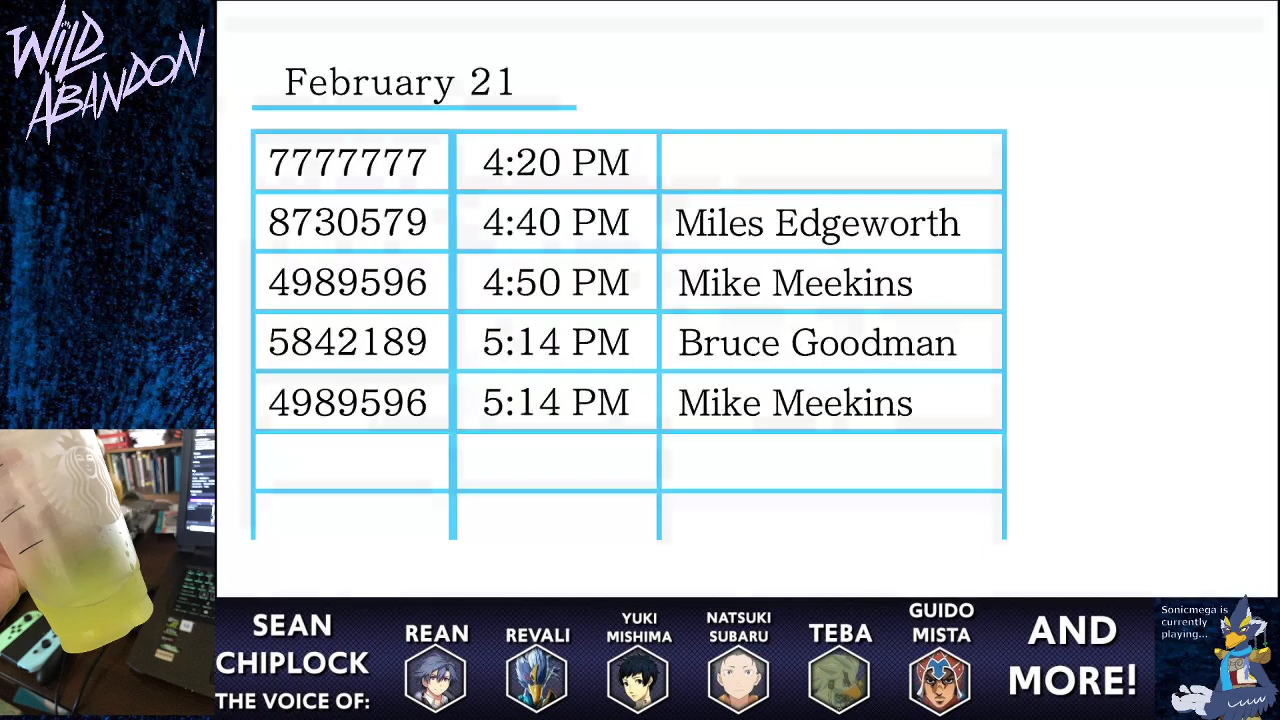 WILD
ABANDON
February 21
7777777 4:20 PM
8730579 4:40 PM Miles Edgeworth
4989596 4:50 PM Mike Meekins
5842189 5:14 PM Bruce Goodman
4989596 5:14 PM Mike Meekins
SEAN
CHIPLOCK
THE VOICE OF:
REAN
REVALI
YUKI
MISHIMA
NATSUKI
SUBARU
TEBA
GUIDO
MISTA
AND
MORE!
Sonicmega is
currently
playing...